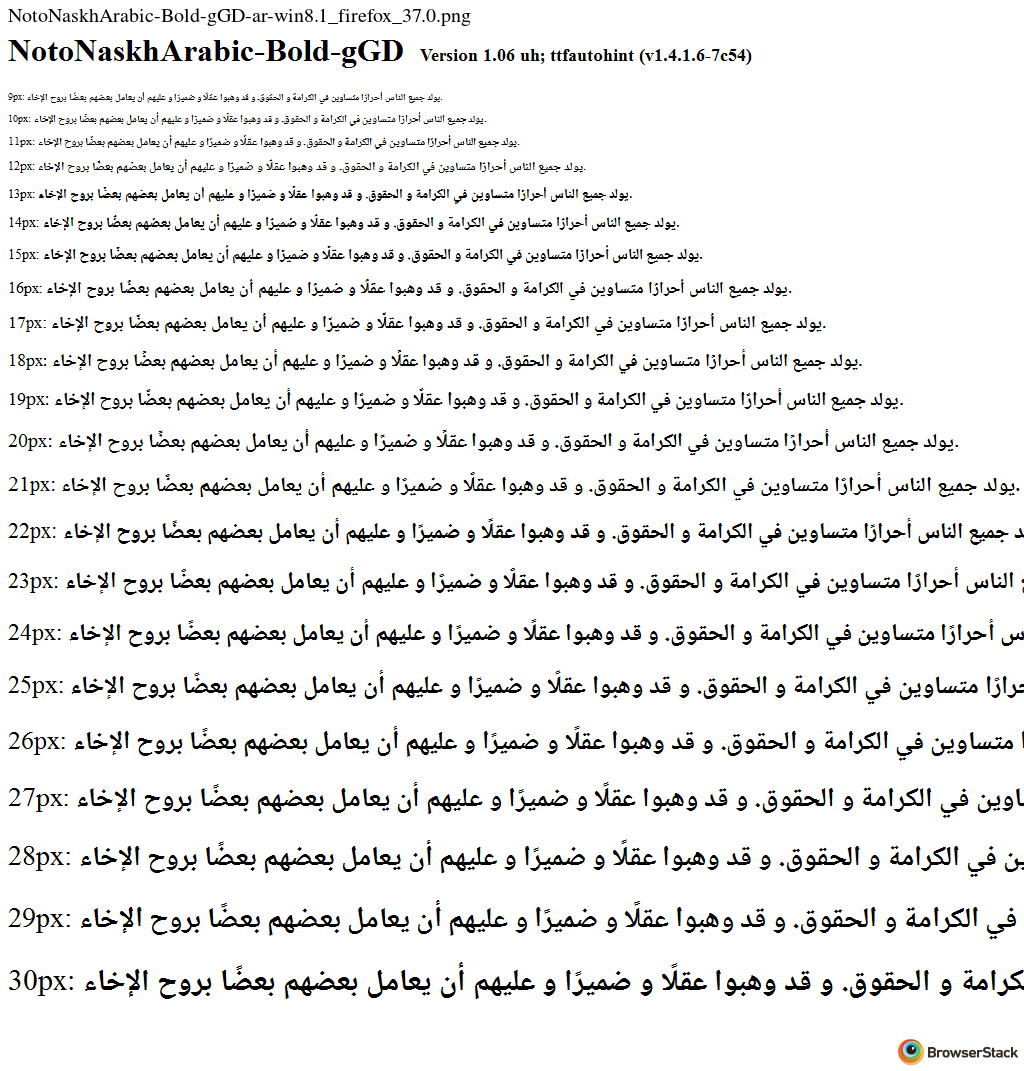 NotoNaskhArabic-Bold-gGD-ar-win8.1_firefox_37.0.png
NotoNaskhArabic-Bold-gGD Version 1.06 uh; ttfautohint (v1.4.1.6-7c54)
9px: يولد جميع الناس أحرارًا متساوين في الكرامة و الحقوق. و قد وهبوا عقلًا و ضميرًا و عليهم أن يعامل بعضهم بعضًا بروح الإخاء.
10px: يولد جميع الناس أحرارًا متساوين في الكرامة و الحقوق. و قد وهبوا عقلًا و ضميرًا و عليهم أن يعامل بعضهم بعضًا بروح الإخاء.
11px: يولد جميع الناس أحرارًا متساوين في الكرامة و الحقوق. و قد وهبوا عقلًا و ضميرًا و عليهم أن يعامل بعضهم بعضًا بروح الإخاء.
12px: يولد جميع الناس أحرارًا متساوين في الكرامة و الحقوق. و قد وهبوا عقلًا و ضميرًا و عليهم أن يعامل بعضهم بعضًا بروح الإخاء.
13px: يولد جميع الناس أحرارًا متساوين في الكرامة و الحقوق. و قد وهبوا عقلًا و ضميرًا و عليهم أن يعامل بعضهم بعضًا بروح الإخاء.
14px: يولد جميع الناس أحرارًا متساوين في الكرامة و الحقوق. و قد وهبوا عقلًا و ضميرًا و عليهم أن يعامل بعضهم بعضًا بروح الإخاء.
15px: يولد جميع الناس أحرارًا متساوين في الكرامة و الحقوق. و قد وهبوا عقلًا و ضميرًا و عليهم أن يعامل بعضهم بعضًا بروح الإخاء.
16px: يولد جميع الناس أحرارًا متساوين في الكرامة و الحقوق. و قد وهبوا عقلًا و ضميرًا و عليهم أن يعامل بعضهم بعضًا بروح الإخاء.
17px: يولد جميع الناس أحرارًا متساوين في الكرامة و الحقوق. و قد وهبوا عقلًا و ضميرًا و عليهم أن يعامل بعضهم بعضًا بروح الإخاء.
18px: يولد جميع الناس أحرارًا متساوين في الكرامة و الحقوق. و قد وهبوا عقلًا و ضميرًا و عليهم أن يعامل بعضهم بعضًا بروح الإخاء.
19px: يولد جميع الناس أحرارًا متساوين في الكرامة و الحقوق. و قد وهبوا عقلًا و ضميرًا و عليهم أن يعامل بعضهم بعضًا بروح الإخاء.
20px: يولد جميع الناس أحرارًا متساوين في الكرامة و الحقوق. و قد وهبوا عقلًا و ضميرًا و عليهم أن يعامل بعضهم بعضًا بروح الإخاء.
21px: يولد جميع الناس أحرارًا متساوين في الكرامة و الحقوق. و قد وهبوا عقلًا و ضميرًا و عليهم أن يعامل بعضهم بعضًا بروح الإخاء.
22px: جميع الناس أحرارًا متساوين في الكرامة و الحقوق. و قد وهبوا عقلًا و ضميرًا و عليهم أن يعامل بعضهم بعضًا بروح الإخاء
23px: الناس أحرارًا متساوين في الكرامة و الحقوق. و قد وهبوا عقلًا و ضميرًا و عليهم أن يعامل بعضهم بعضًا بروح الإخاء
24px: أحرارًا متساوين في الكرامة و الحقوق. و قد وهبوا عقلًا و ضميرًا و عليهم أن يعامل بعضهم بعضًا بروح الإخاء
25px: متساوين في الكرامة و الحقوق. و قد وهبوا عقلًا و ضميرًا و عليهم أن يعامل بعضهم بعضًا بروح الإخاء
26px: متساوين في الكرامة و الحقوق. و قد وهبوا عقلًا و ضميرًا و عليهم أن يعامل بعضهم بعضًا بروح الإخاء
27px: في الكرامة و الحقوق. و قد وهبوا عقلًا و ضميرًا و عليهم أن يعامل بعضهم بعضًا بروح الإخاء
28px: في الكرامة و الحقوق. و قد وهبوا عقلًا و ضميرًا و عليهم أن يعامل بعضهم بعضًا بروح الإخاء
29px: في الكرامة و الحقوق. و قد وهبوا عقلًا و ضميرًا و عليهم أن يعامل بعضهم بعضًا بروح الإخاء
30px: و الحقوق. و قد وهبوا عقلًا و ضميرًا و عليهم أن يعامل بعضهم بعضًا بروح الإخاء
BrowserStack